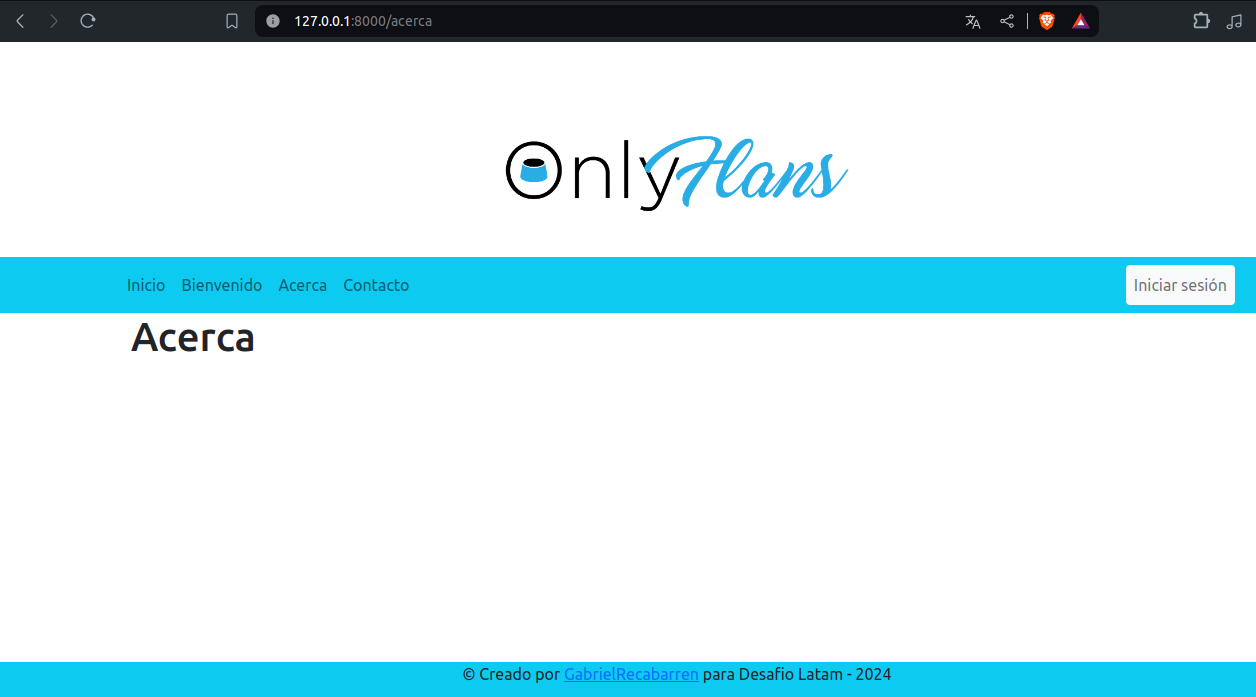 127.0.0.1:8000/acerca
OnlyFlans
Inicio Bienvenido Acerca Contacto Iniciar sesión
Acerca
© Creado por GabrielRecabarren para Desafio Latam - 2024